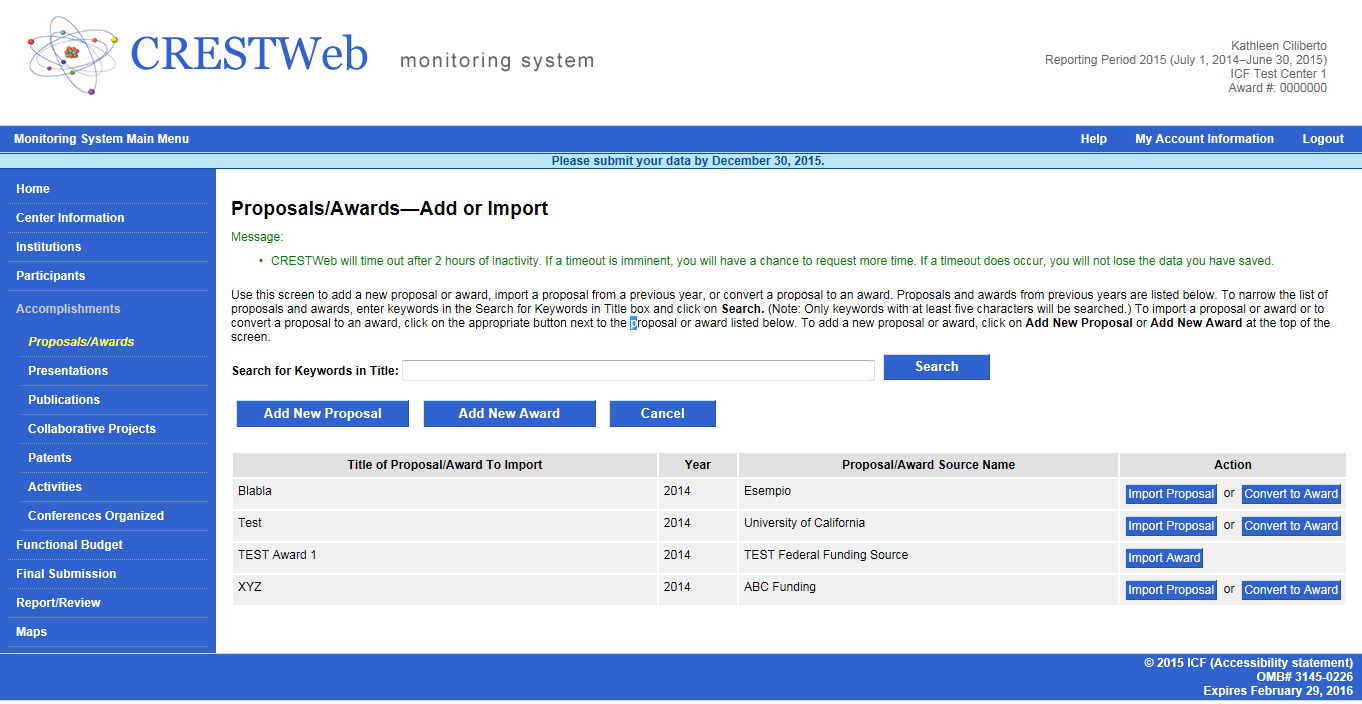 CRESTWeb monitoring system
Kathleen Ciliberto
Reporting Period 2015 (July 1, 2014–June 30, 2015)
ICF Test Center 1
Award #: 0000000
Monitoring System Main Menu Help My Account Information Logout
Please submit your data by December 30, 2015.
Home
Center Information
Institutions
Participants
Accomplishments
Proposals/Awards
Presentations
Publications
Collaborative Projects
Patents
Activities
Conferences Organized
Functional Budget
Final Submission
Report/Review
Maps
Proposals/Awards—Add or Import
Message:
• CRESTWeb will time out after 2 hours of inactivity. If a timeout is imminent, you will have a chance to request more time. If a timeout does occur, you will not lose the data you have saved.
Use this screen to add a new proposal or award, import a proposal from a previous year, or convert a proposal to an award. Proposals and awards from previous years are listed below. To narrow the list of
proposals and awards, enter keywords in the Search for Keywords in Title box and click on Search. (Note: Only keywords with at least five characters will be searched.) To import a proposal or award or to
convert a proposal to an award, click on the appropriate button next to the proposal or award listed below. To add a new proposal or award, click on Add New Proposal or Add New Award at the top of the
screen.
Search for Keywords in Title: Search
Add New Proposal Add New Award Cancel
Title of Proposal/Award To Import Year Proposal/Award Source Name Action
Blabla 2014 Esempio Import Proposal or Convert to Award
Test 2014 University of California Import Proposal or Convert to Award
TEST Award 1 2014 TEST Federal Funding Source Import Award
XYZ 2014 ABC Funding Import Proposal or Convert to Award
© 2015 ICF (Accessibility statement)
OMB# 3145-0226
Expires February 29, 2016